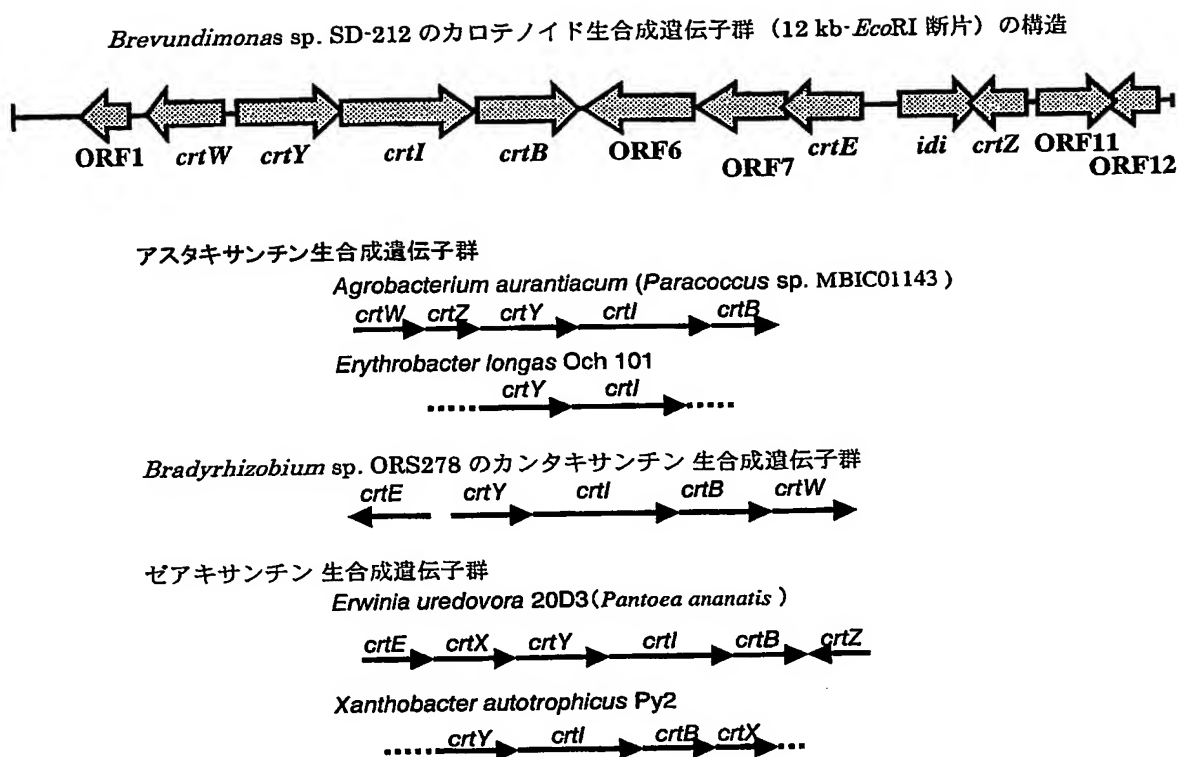 Brevundimonas sp. SD-212 のカロテノイド生合成遺伝子群（12 kb-EcoRI 断片）の構造
ORF1 crtW crtY crtI crtB ORF6 ORF7 crtE idi crtZ ORF11 ORF12
アスタキサンチン生合成遺伝子群
Agrobacterium aurantiacum (Paracoccus sp. MBIC01143 )
crtW crtZ crtY crtI crtB
Erythrobacter longas Och 101
crtY crtI
Bradyrhizobium sp. ORS278 のカンタキサンチン 生合成遺伝子群
crtE crtY crtI crtB crtW
ゼアキサンチン 生合成遺伝子群
Erwinia uredovora 20D3(Pantoea ananatis )
crtE crtX crtY crtI crtB crtZ
Xanthobacter autotrophicus Py2
crtY crtI crtB crtX